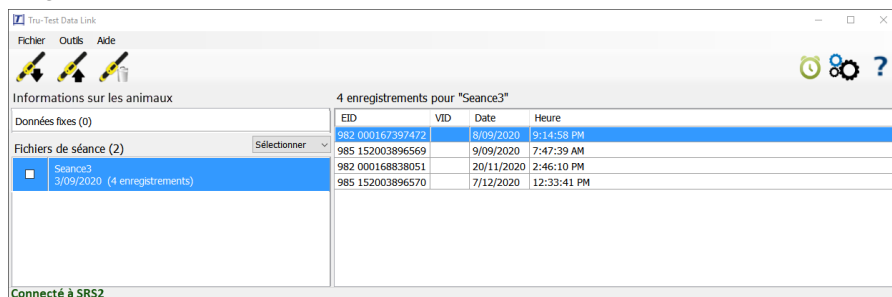 Tru-Test Data Link
Fichier Outils Aide
Informations sur les animaux
Données fixes (0)
Fichiers de séance (2)
Sélectionner
Seance3
3/09/2020 (4 enregistrements)
4 enregistrements pour "Seance3"
EID VID Date Heure
982 000167397472 8/09/2020 9:14:58 PM
985 152003896569 9/09/2020 7:47:39 AM
982 000168838051 20/11/2020 2:46:10 PM
985 152003896570 7/12/2020 12:33:41 PM
Connecté à SRS2